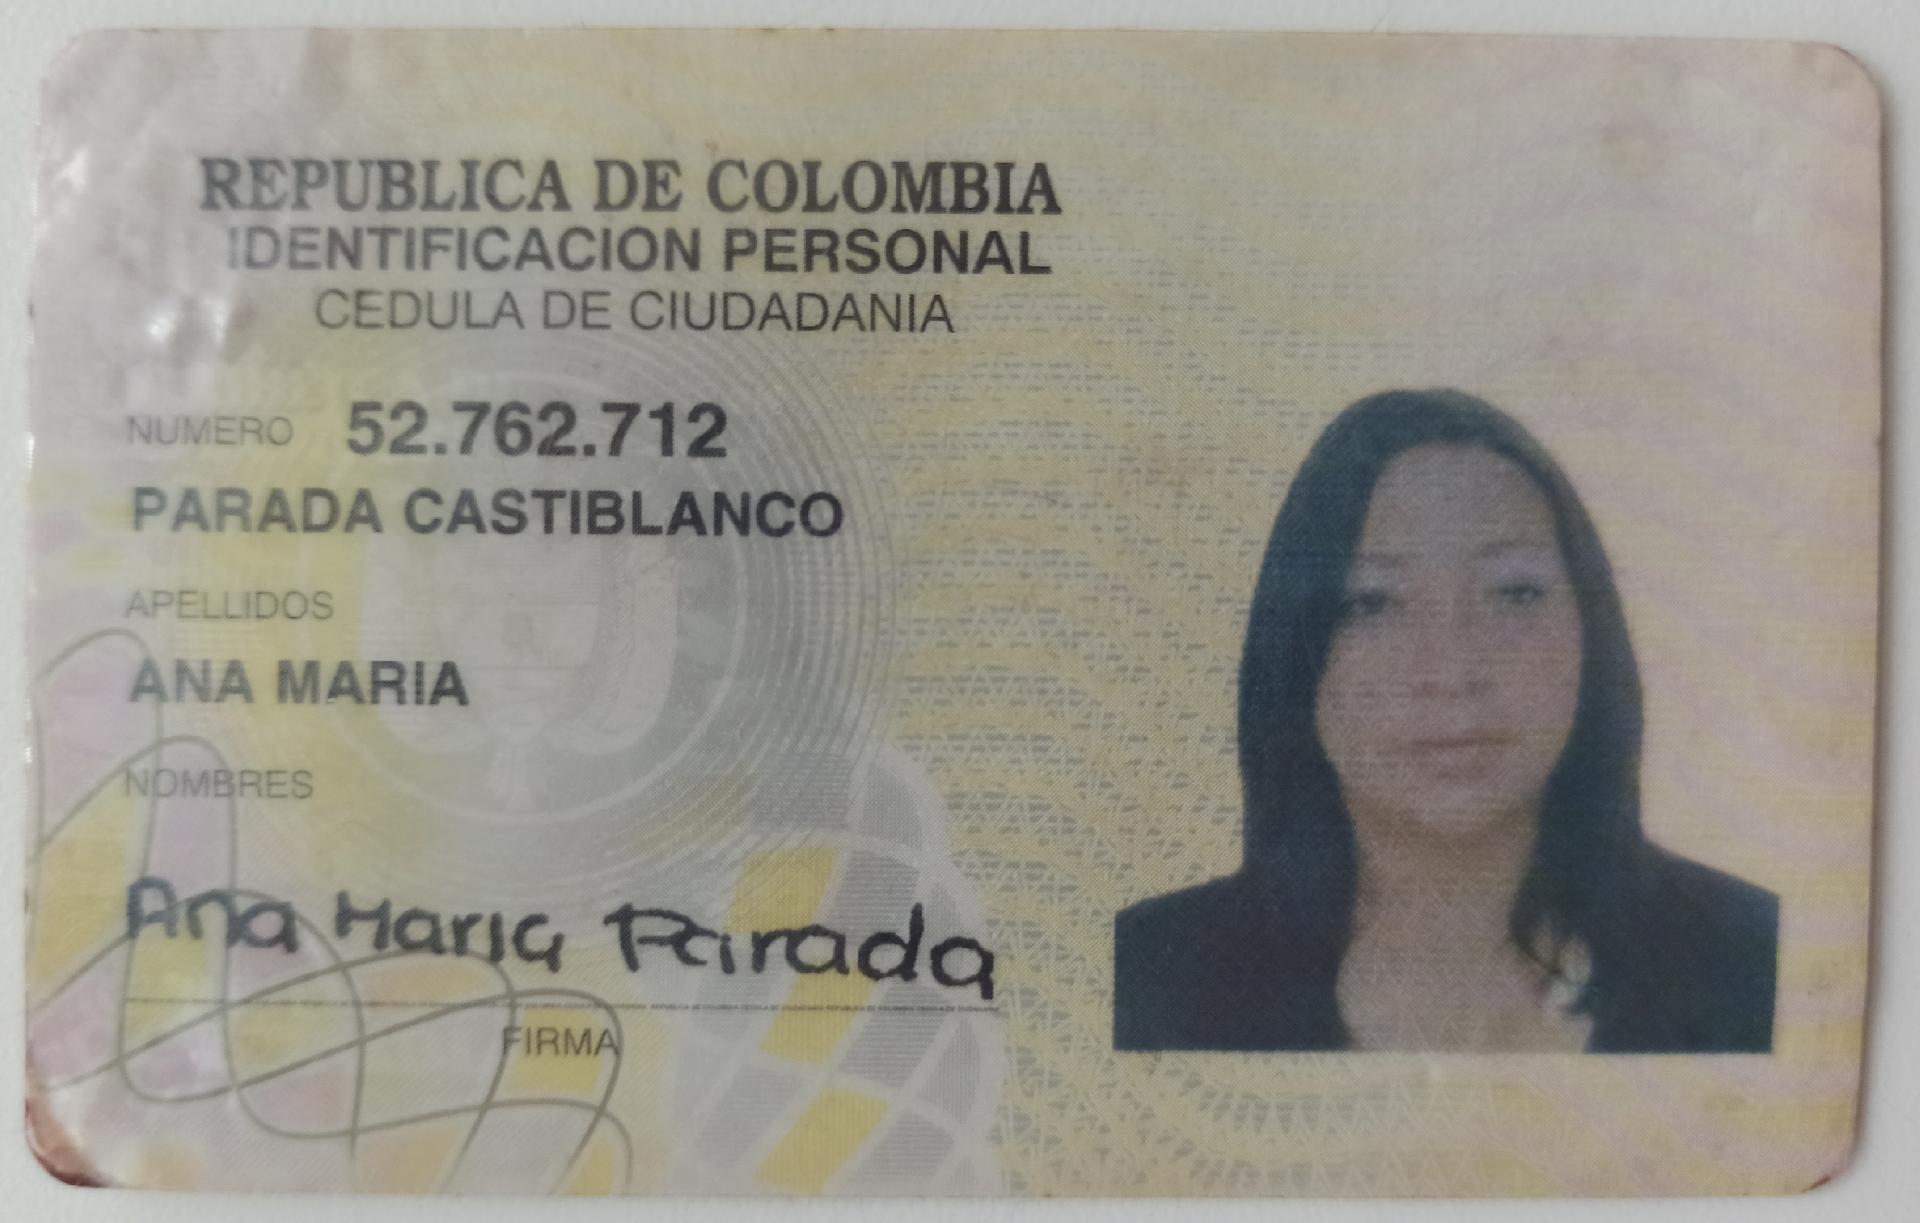 REPUBLICA DE COLOMBIA
IDENTIFICACION PERSONAL
CEDULA DE CIUDADANIA
NUMERO 52.762.712
PARADA CASTIBLANCO
APELLIDOS
ANA MARIA
NOMBRES
Ana Maria Parada
FIRMA